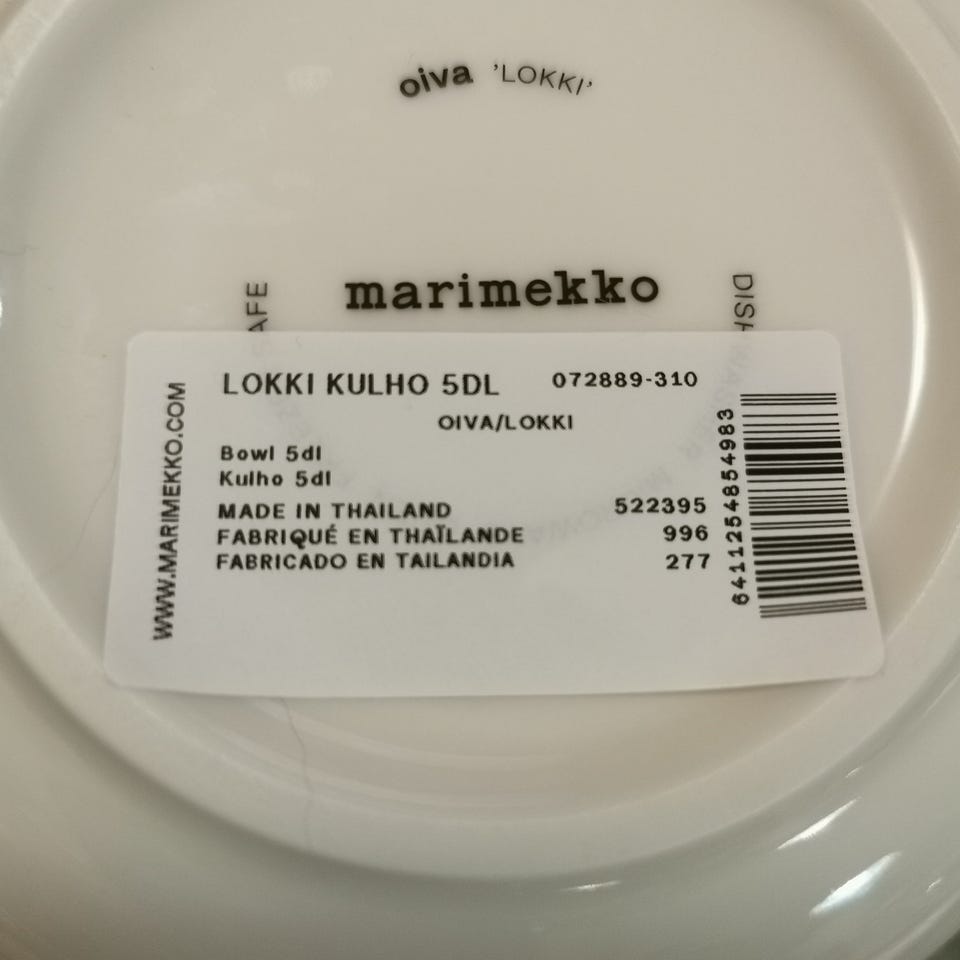 oiva 'LOKKI'
marimekko
WWW.MARIMEKKO.COM
LOKKI KULHO 5DL 072889-310
OIVA/LOKKI
Bowl 5dl
Kulho 5dl
MADE IN THAILAND 522395
FABRIQUÉ EN THAÏLANDE 996
FABRICADO EN TAILANDIA 277
6411254854983